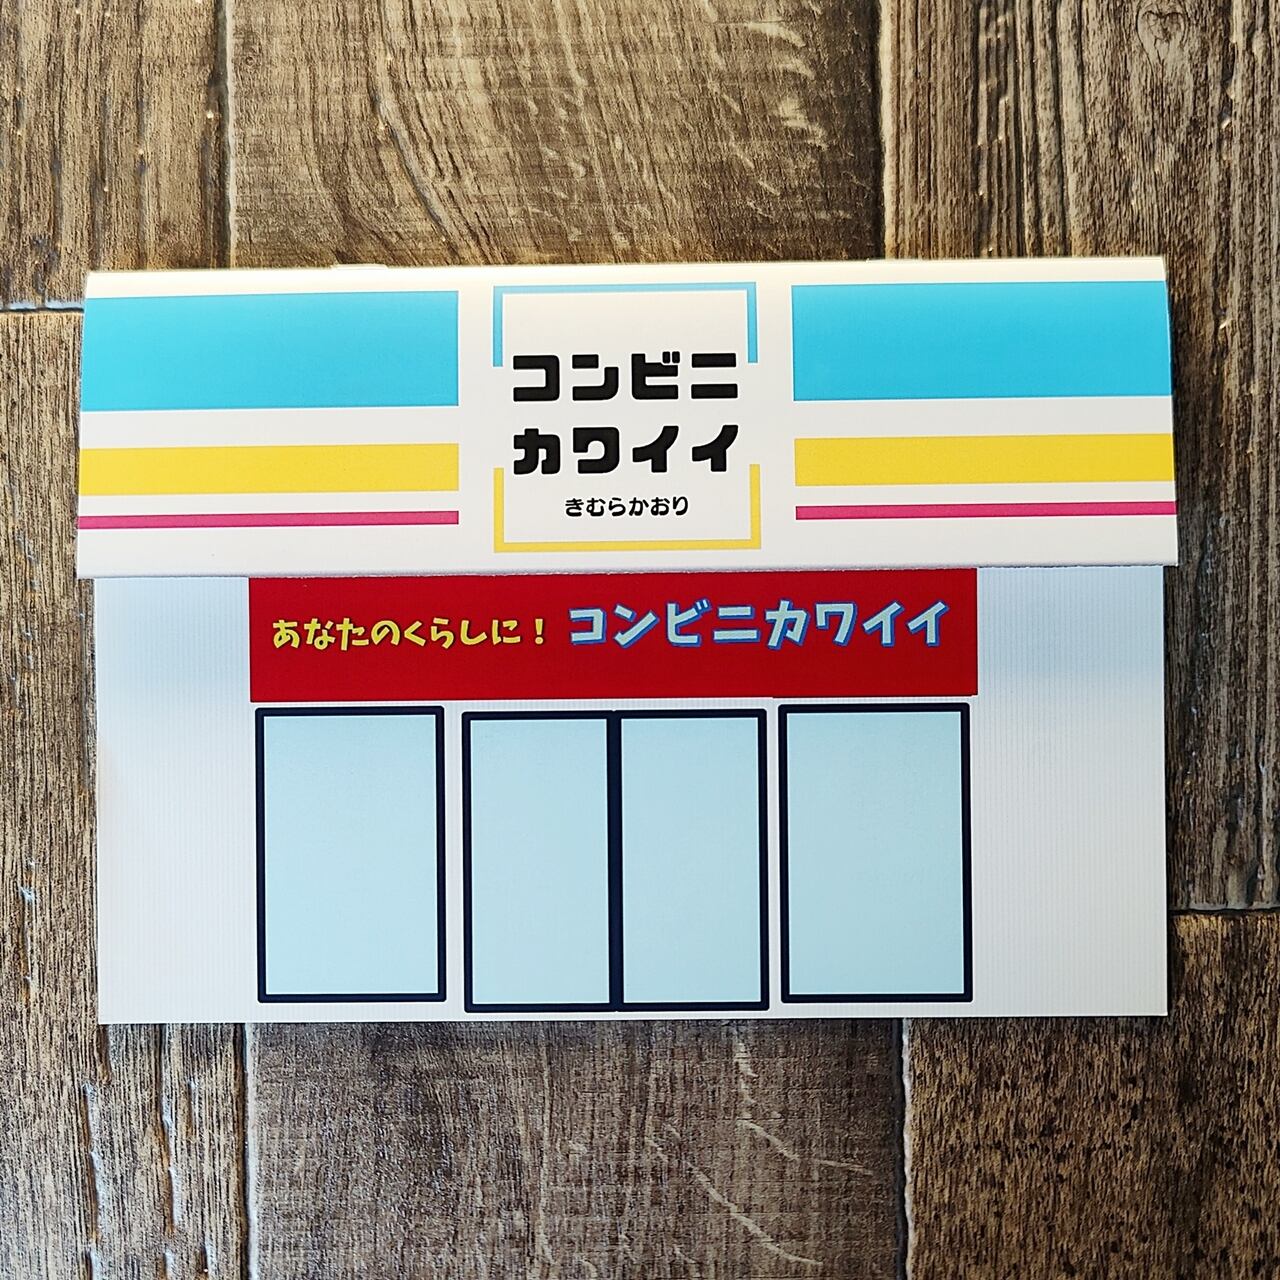 コンビニ
カワイイ
きむらかおり
あなたのくらしに！ コンビニカワイイ